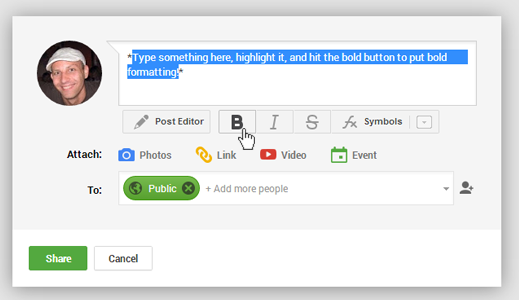 *Type something here, highlight it, and hit the bold button to put bold
formatting!*
Post Editor B I S fx Symbols
Attach: Photos Link Video Event
To: Public + Add more people
Share Cancel